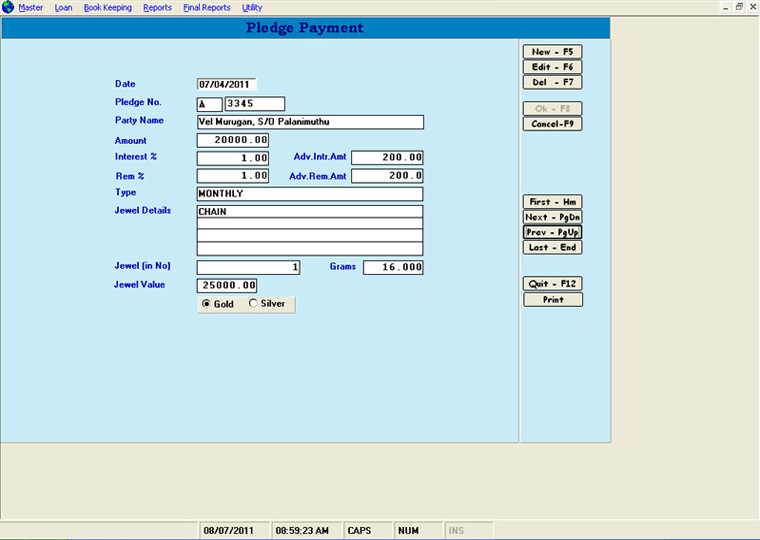 Master Loan Book Keeping Reports Final Reports Utility
Pledge Payment
New - F5
Edit - F6
Date 07/04/2011 Del - F7
Pledge No. A 3345 Ok - F8
Party Name Vel Murugan, S/O Palanimuthu Cancel-F9
Amount 20000.00
Interest % 1.00 Adv.Intr.Amt 200.00
Rem % 1.00 Adv.Rem.Amt 200.0
Type MONTHLY
First - Hm
Jewel Details CHAIN Next - PgDn
Prev - PgUp
Last - End
Jewel (in No) 1 Grams 16.000
Jewel Value 25000.00 Quit - F12
Gold Silver Print
08/07/2011 08:59:23 AM CAPS NUM INS